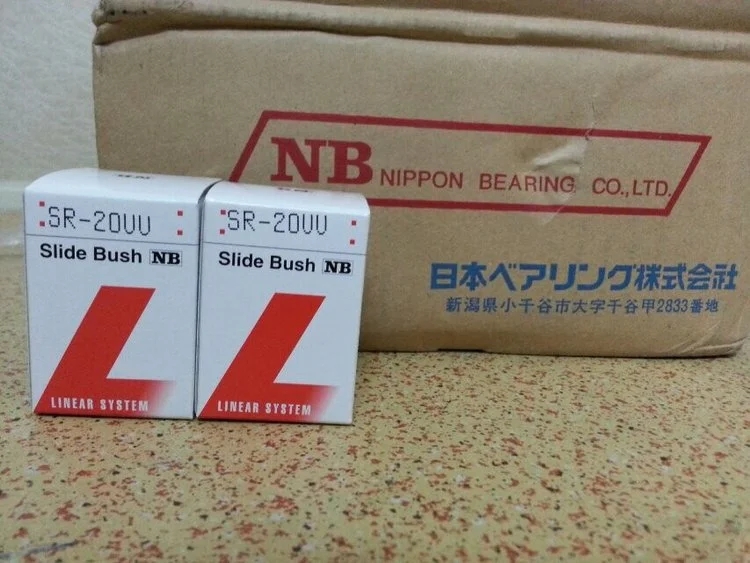 SR-20UU
Slide Bush NB
LINEAR SYSTEM
SR-20UU
Slide Bush NB
LINEAR SYSTEM
NB NIPPON BEARING CO.,LTD.
日本ベアリング株式会社
新潟県小千谷市大字千谷甲2833番地